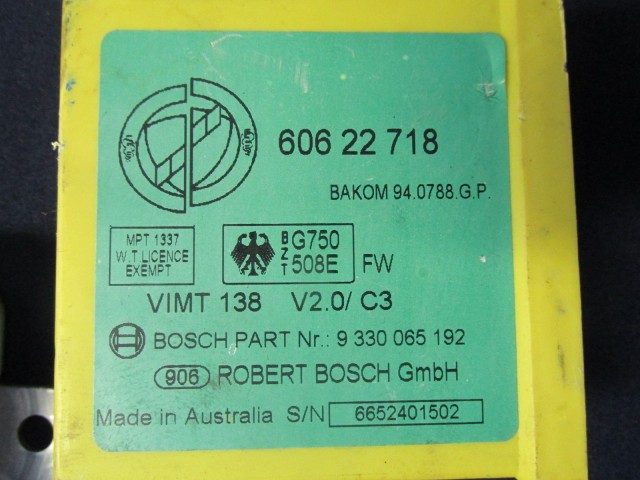 606 22 718
BAKOM 94.0788.G.P.
MPT 1337
W.T.LICENCE
EXEMPT
BZT G750
508E FW
VIMT 138 V2.0/ C3
BOSCH PART Nr.: 9 330 065 192
906 ROBERT BOSCH GmbH
Made in Australia S/N 6652401502